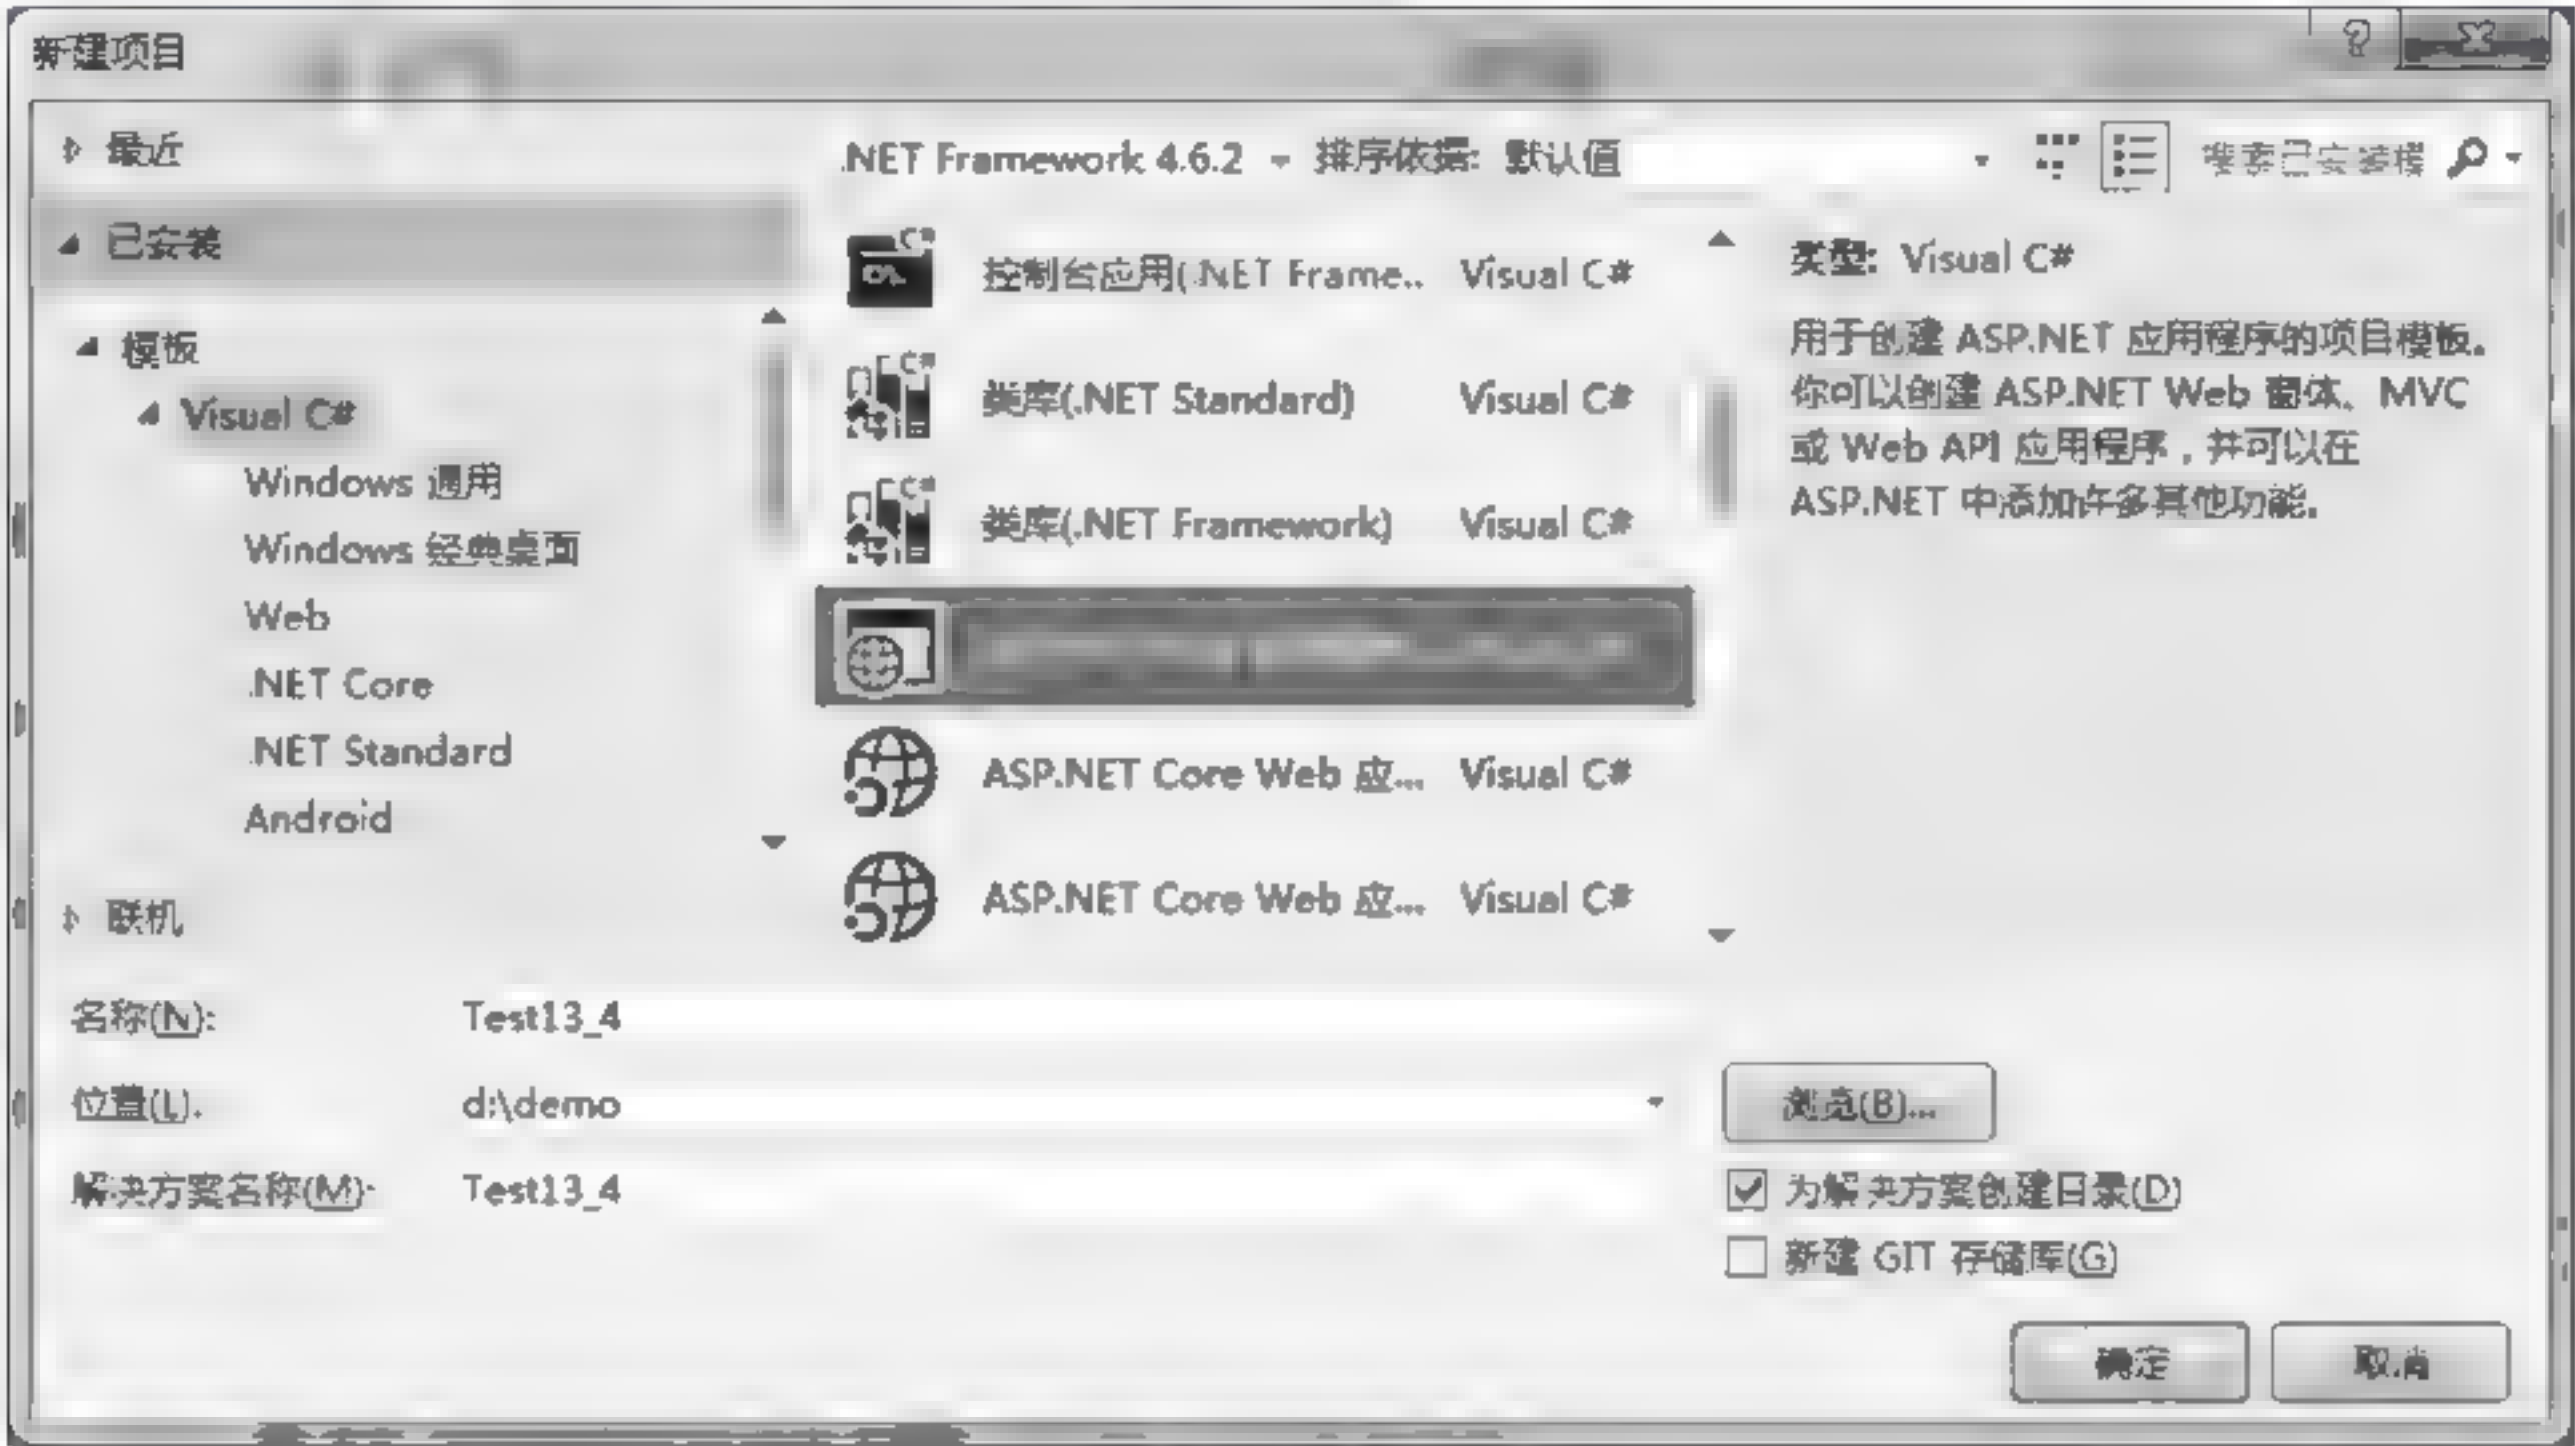 新建项目
最近
已安装
模板
Visual C#
Windows 通用
Windows 经典桌面
Web
.NET Core
.NET Standard
Android
联机
.NET Framework 4.6.2 排序依据: 默认值
搜索已安装模
控制台应用(.NET Frame... Visual C#
类库(.NET Standard) Visual C#
类库(.NET Framework) Visual C#
ASP.NET Core Web 应... Visual C#
ASP.NET Core Web 应... Visual C#
类型: Visual C#
用于创建 ASP.NET 应用程序的项目模板。
你可以创建 ASP.NET Web 窗体、MVC
或 Web API 应用程序，并可以在
ASP.NET 中添加许多其他功能。
名称(N): Test13_4
位置(L): d:\demo
浏览(B)...
解决方案名称(M): Test13_4
为解决方案创建目录(D)
新建 GIT 存储库(G)
确定
取消